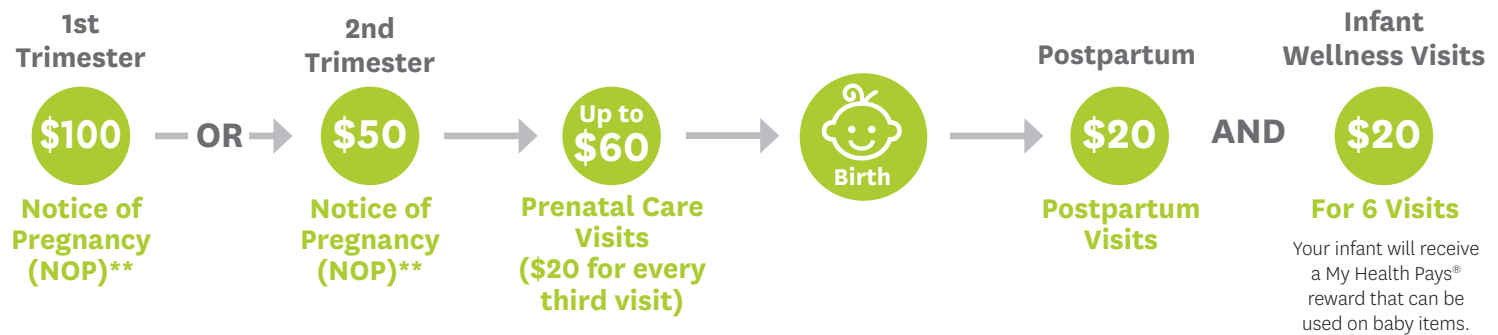 1st
Trimester
$100
Notice of
Pregnancy
(NOP)**
OR
2nd
Trimester
$50
Notice of
Pregnancy
(NOP)**
Up to
$60
Prenatal Care
Visits
($20 for every
third visit)
Birth
Postpartum
$20
Postpartum
Visits
AND
Infant
Wellness Visits
$20
For 6 Visits
Your infant will receive
a My Health Pays®
reward that can be
used on baby items.